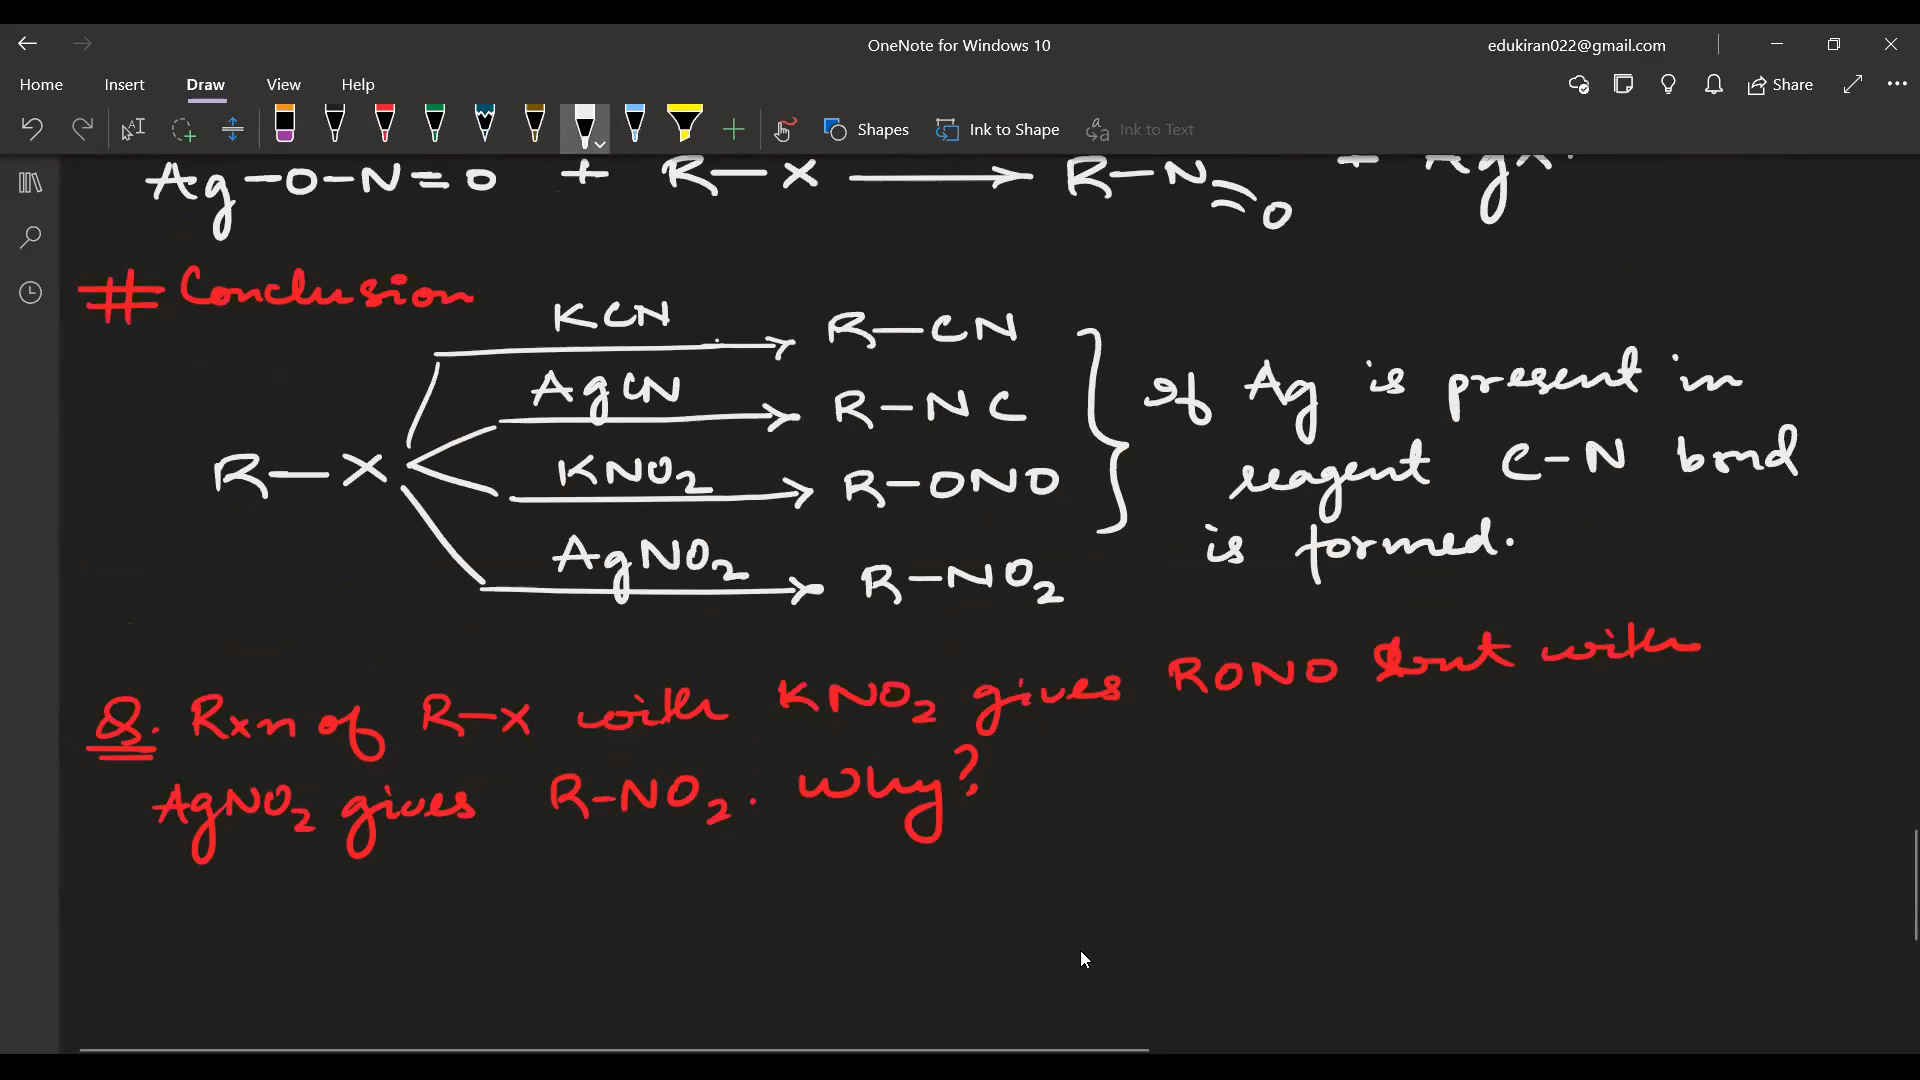 OneNote for Windows 10
edukiran022@gmail.com
Home Insert Draw View Help
Share
Shapes Ink to Shape Ink to Text
Ag-O-N=O + R-X → R-N=O + AgX.
# Conclusion
R-X
KCN → R-CN
AgCN → R-NC
KNO2 → R-ONO
AgNO2 → R-NO2
If Ag is present in
reagent C-N bond
is formed.
Q. Rxn of R-X with KNO2 gives RONO but with
AgNO2 gives R-NO2. Why?